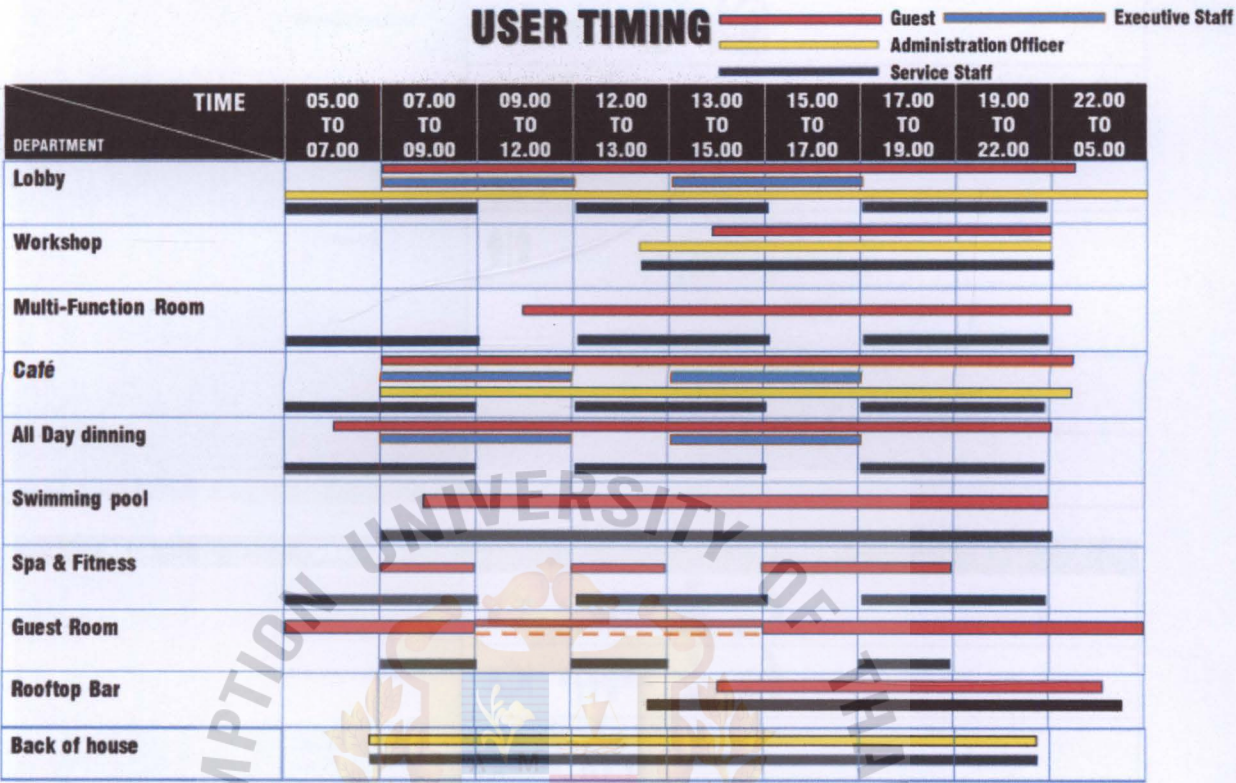 USER TIMING
Guest
Executive Staff
Administration Officer
Service Staff
TIME
DEPARTMENT
05.00 TO 07.00
07.00 TO 09.00
09.00 TO 12.00
12.00 TO 13.00
13.00 TO 15.00
15.00 TO 17.00
17.00 TO 19.00
19.00 TO 22.00
22.00 TO 05.00
Lobby
Workshop
Multi-Function Room
Café
All Day dinning
Swimming pool
Spa & Fitness
Guest Room
Rooftop Bar
Back of house
MPTION UNIVERSITY OF THA